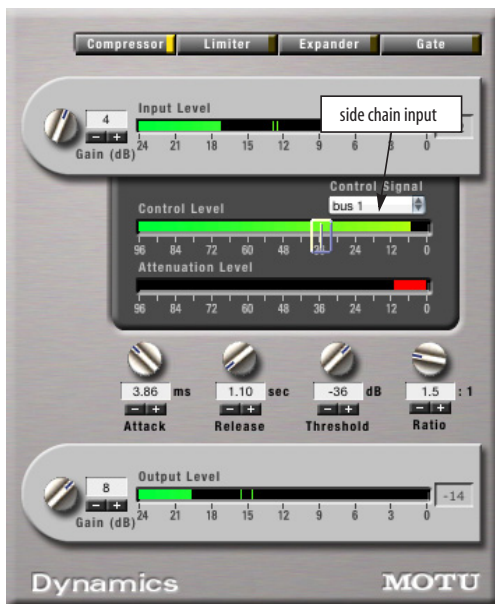 Compressor Limiter Expander Gate
Input Level
4
Gain (dB)
24 21 18 15 12 9 6 3 0
side chain input
Control Signal
bus 1
Control Level
96 84 72 60 48 36 24 12 0
Attenuation Level
96 84 72 60 48 36 24 12 0
3.86 ms 1.10 sec -36 dB 1.5 : 1
Attack Release Threshold Ratio
Output Level
8
Gain (dB)
24 21 18 15 12 9 6 3 0
-14
Dynamics MOTU